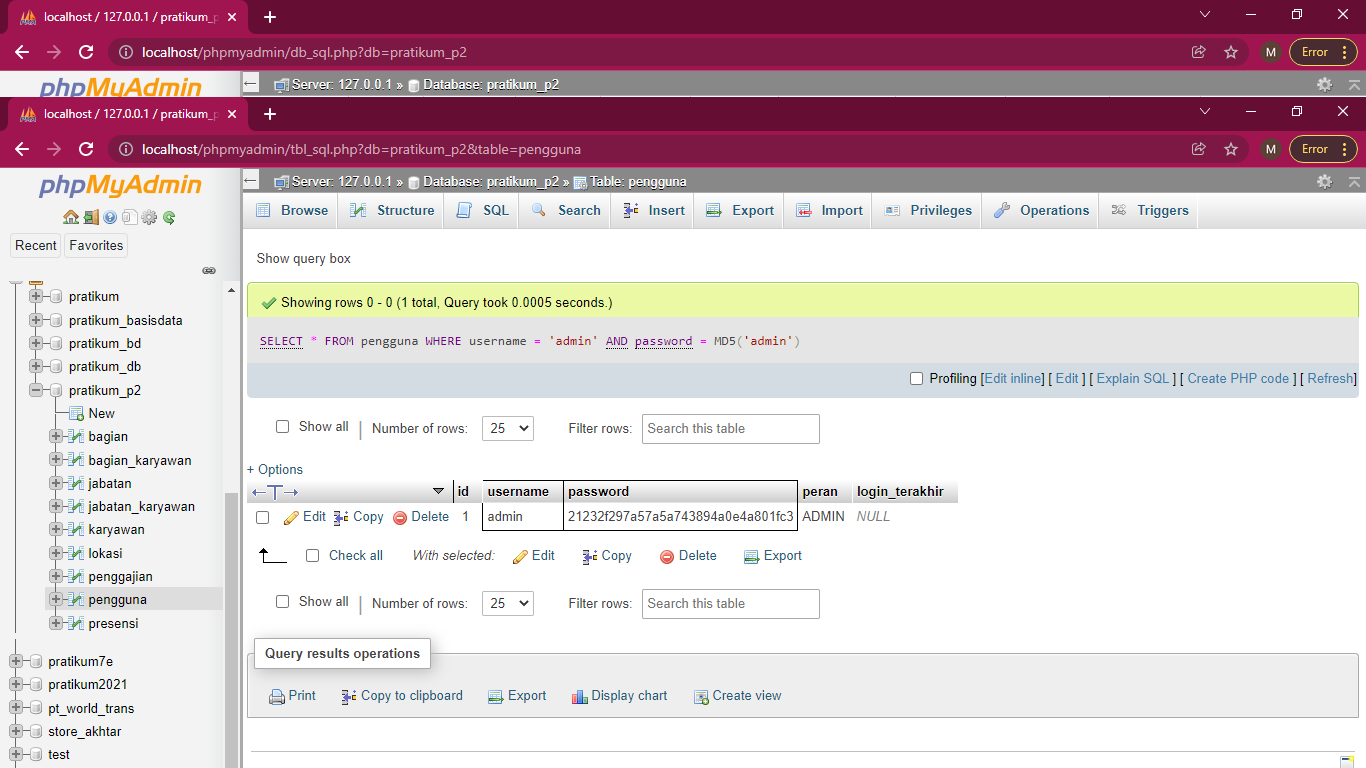 localhost / 127.0.0.1 / pratikum_p
localhost/phpmyadmin/db_sql.php?db=pratikum_p2
M
Error
phpMyAdmin
Server: 127.0.0.1 » Database: pratikum_p2
localhost / 127.0.0.1 / pratikum_p
localhost/phpmyadmin/tbl_sql.php?db=pratikum_p2&table=pengguna
M
Error
phpMyAdmin
Server: 127.0.0.1 » Database: pratikum_p2 » Table: pengguna
Browse Structure SQL Search Insert Export Import Privileges Operations Triggers
Recent Favorites
pratikum
pratikum_basisdata
pratikum_bd
pratikum_db
pratikum_p2
New
bagian
bagian_karyawan
jabatan
jabatan_karyawan
karyawan
lokasi
penggajian
pengguna
presensi
pratikum7e
pratikum2021
pt_world_trans
store_akhtar
test
Show query box
Showing rows 0 - 0 (1 total, Query took 0.0005 seconds.)
SELECT * FROM pengguna WHERE username = 'admin' AND password = MD5('admin')
Profiling [Edit inline] [ Edit ] [ Explain SQL ] [ Create PHP code ] [ Refresh]
Show all | Number of rows: 25 Filter rows: Search this table
+ Options
←T→ id username password peran login_terakhir
Edit Copy Delete 1 admin 21232f297a57a5a743894a0e4a801fc3 ADMIN NULL
Check all With selected: Edit Copy Delete Export
Show all | Number of rows: 25 Filter rows: Search this table
Query results operations
Print Copy to clipboard Export Display chart Create view